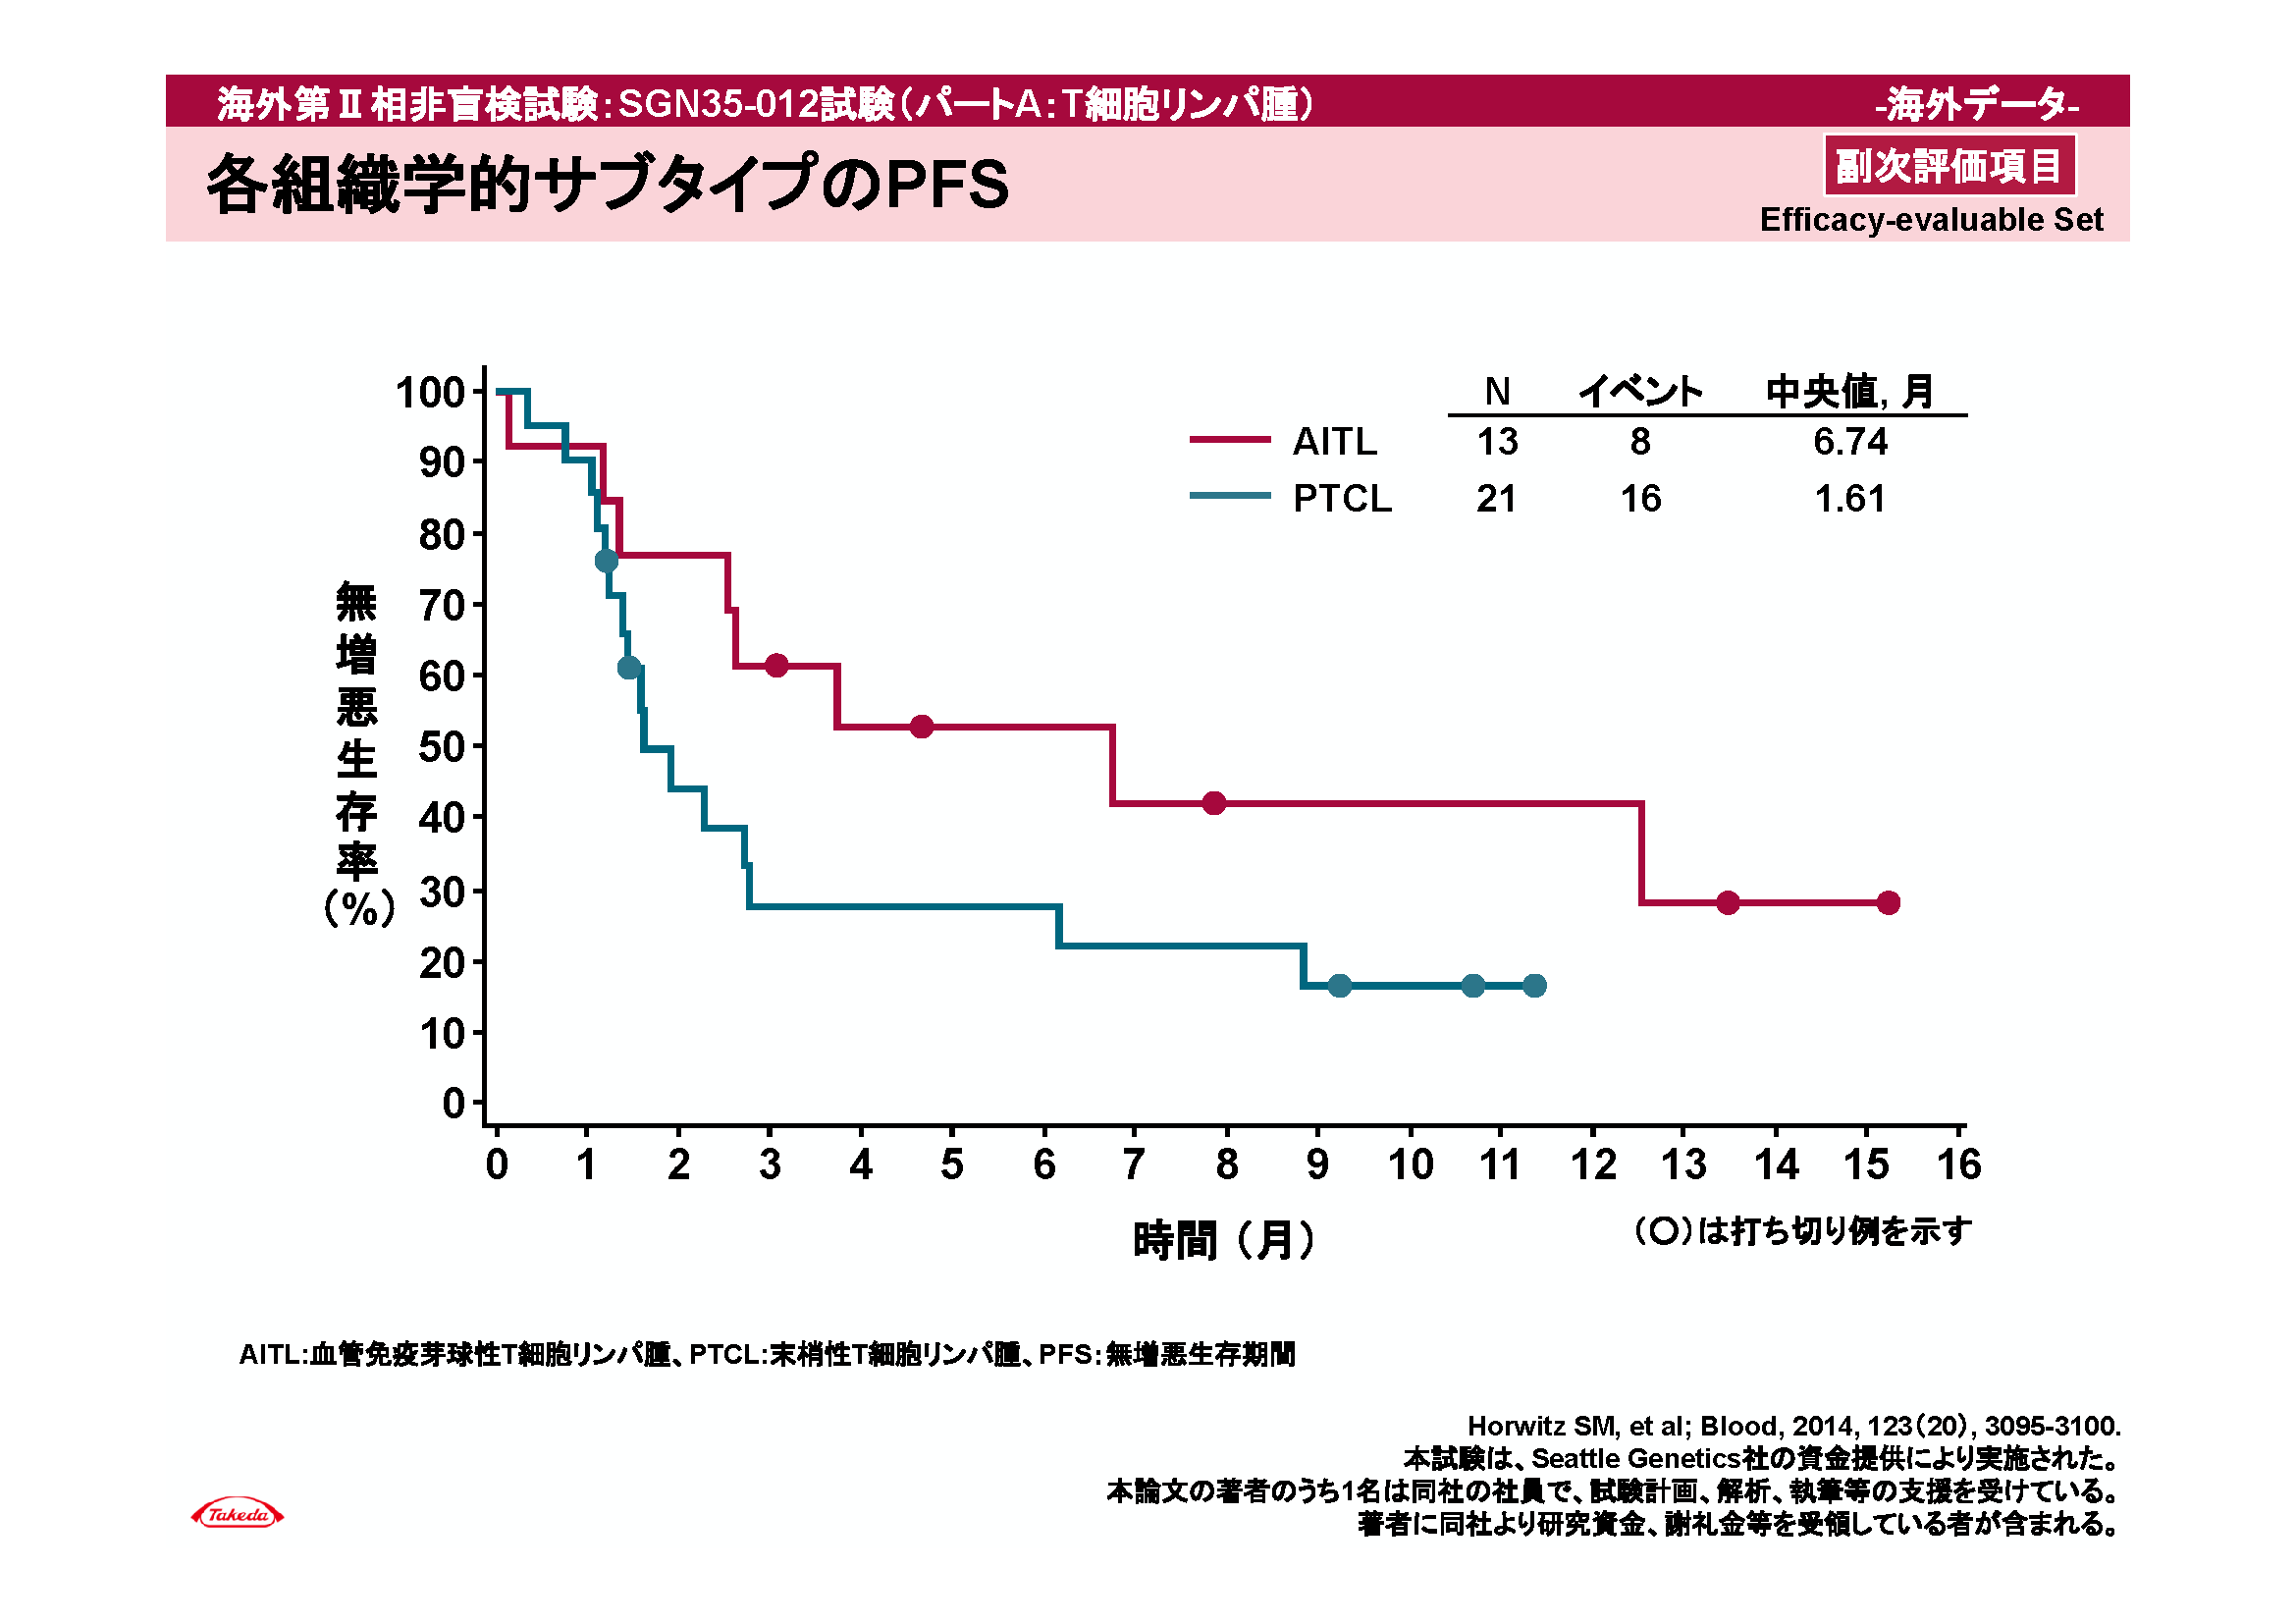 海外第Ⅱ相非盲検試験：SGN35-012試験（パートA：T細胞リンパ腫）
-海外データ-
各組織学的サブタイプのPFS
副次評価項目
Efficacy-evaluable Set
N イベント 中央値, 月
AITL 13 8 6.74
PTCL 21 16 1.61
無増悪生存率（%）
100
90
80
70
60
50
40
30
20
10
0
0 1 2 3 4 5 6 7 8 9 10 11 12 13 14 15 16
時間（月）
（〇）は打ち切り例を示す
AITL:血管免疫芽球性T細胞リンパ腫、PTCL:末梢性T細胞リンパ腫、PFS：無増悪生存期間
Horwitz SM, et al; Blood, 2014, 123（20）, 3095-3100.
本試験は、Seattle Genetics社の資金提供により実施された。
本論文の著者のうち1名は同社の社員で、試験計画、解析、執筆等の支援を受けている。
著者に同社より研究資金、謝礼金等を受領している者が含まれる。
Takeda